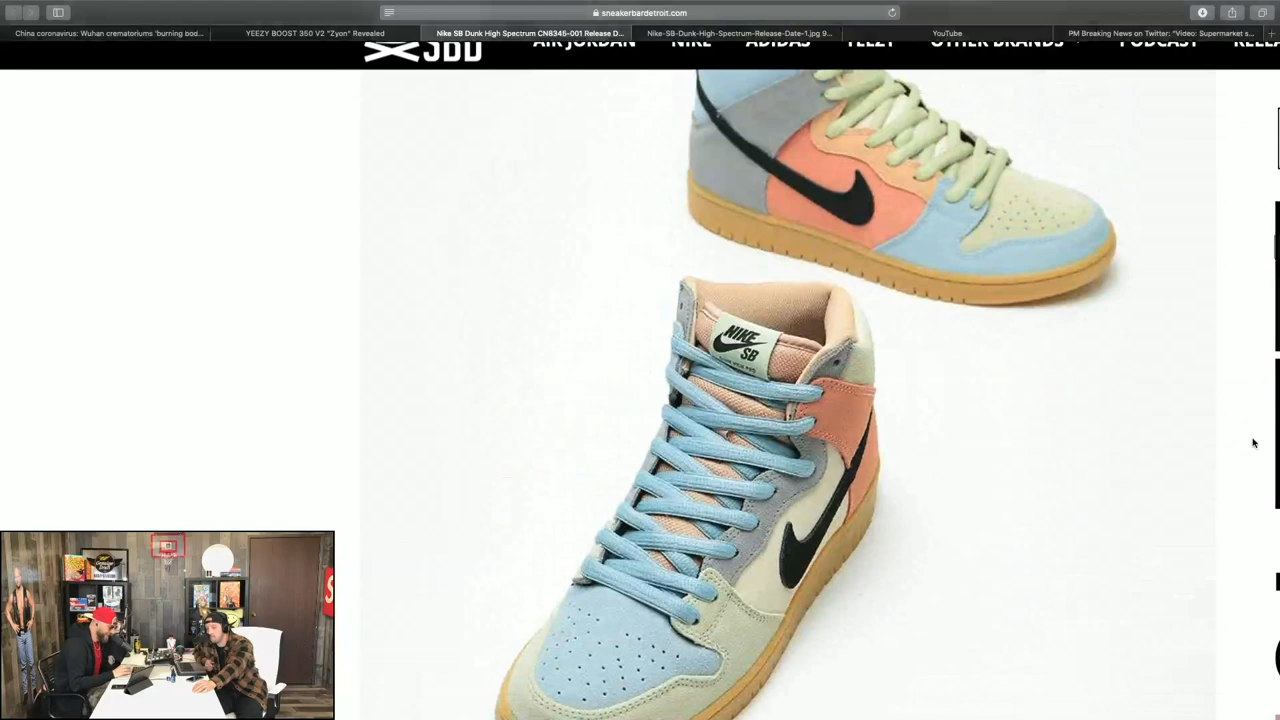 sneakerbardetroit.com
China coronavirus: Wuhan crematoriums 'burning bod...
YEEZY BOOST 350 V2 "Zyon" Revealed
Nike SB Dunk High Spectrum CN8345-001 Release D...
Nike-SB-Dunk-High-Spectrum-Release-Date-1.jpg 9...
YouTube
PM Breaking News on Twitter: "Video: Supermarket s...
SBD
AIR JORDAN
NIKE
ADIDAS
YEEZY
OTHER BRANDS
PODCAST
RELEA
NIKE
SB